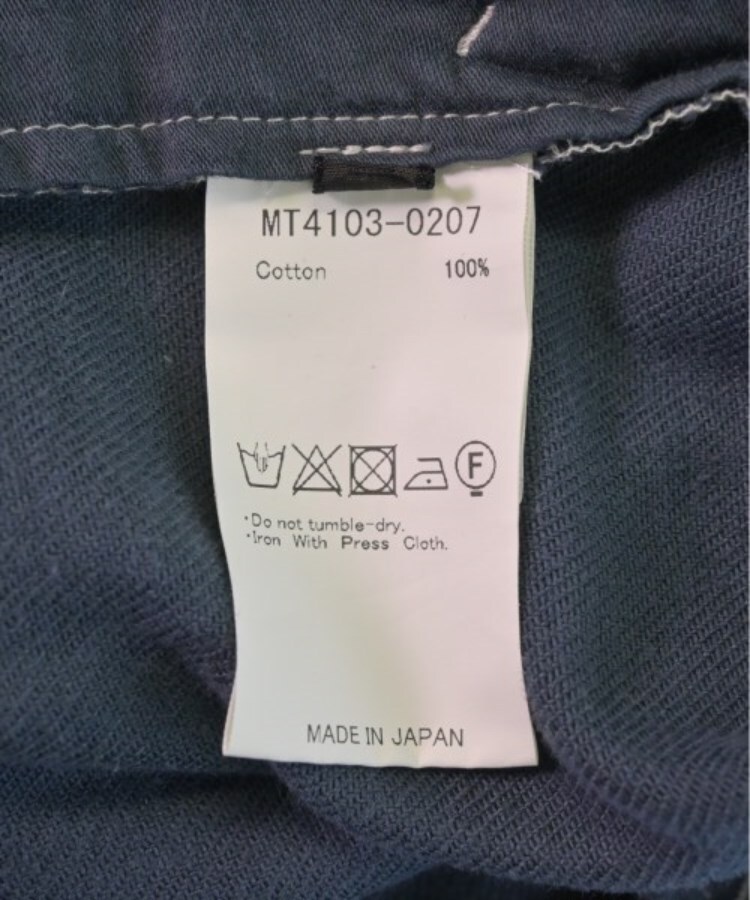 MT4103-0207
Cotton 100%
F
·Do not tumble-dry.
·Iron With Press Cloth.
MADE IN JAPAN